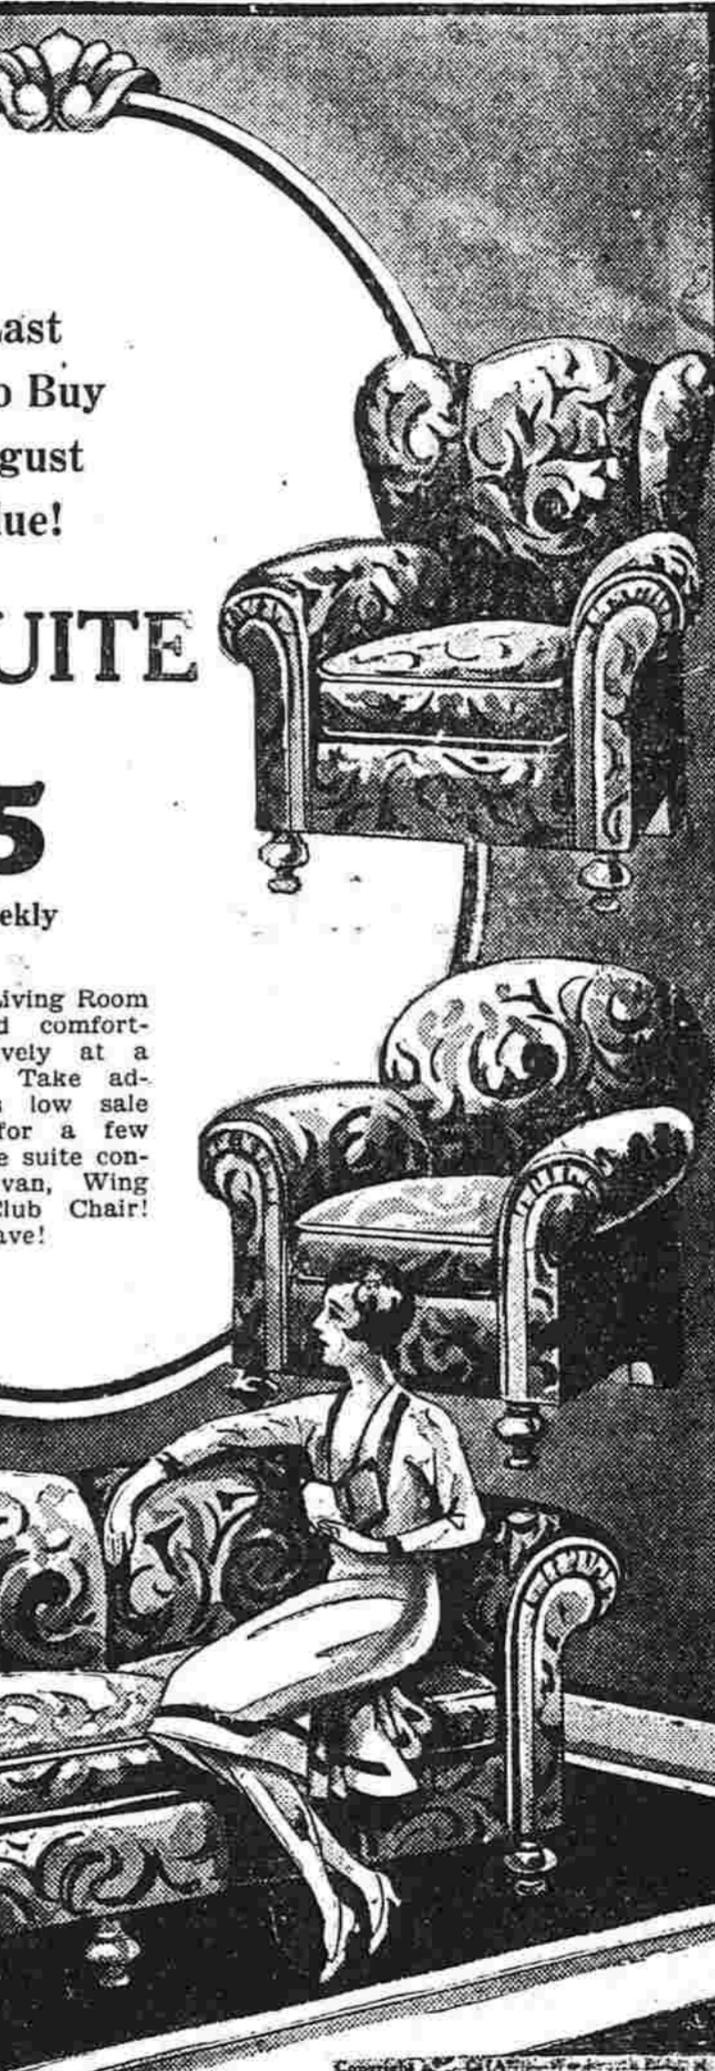 ast
o Buy
gust
lue!
UITE
5
ekly
Living Room
d comfort-
vely at a
Take ad-
s low sale
for a few
e suite con-
van, Wing
Club Chair!
ave!
Copyright